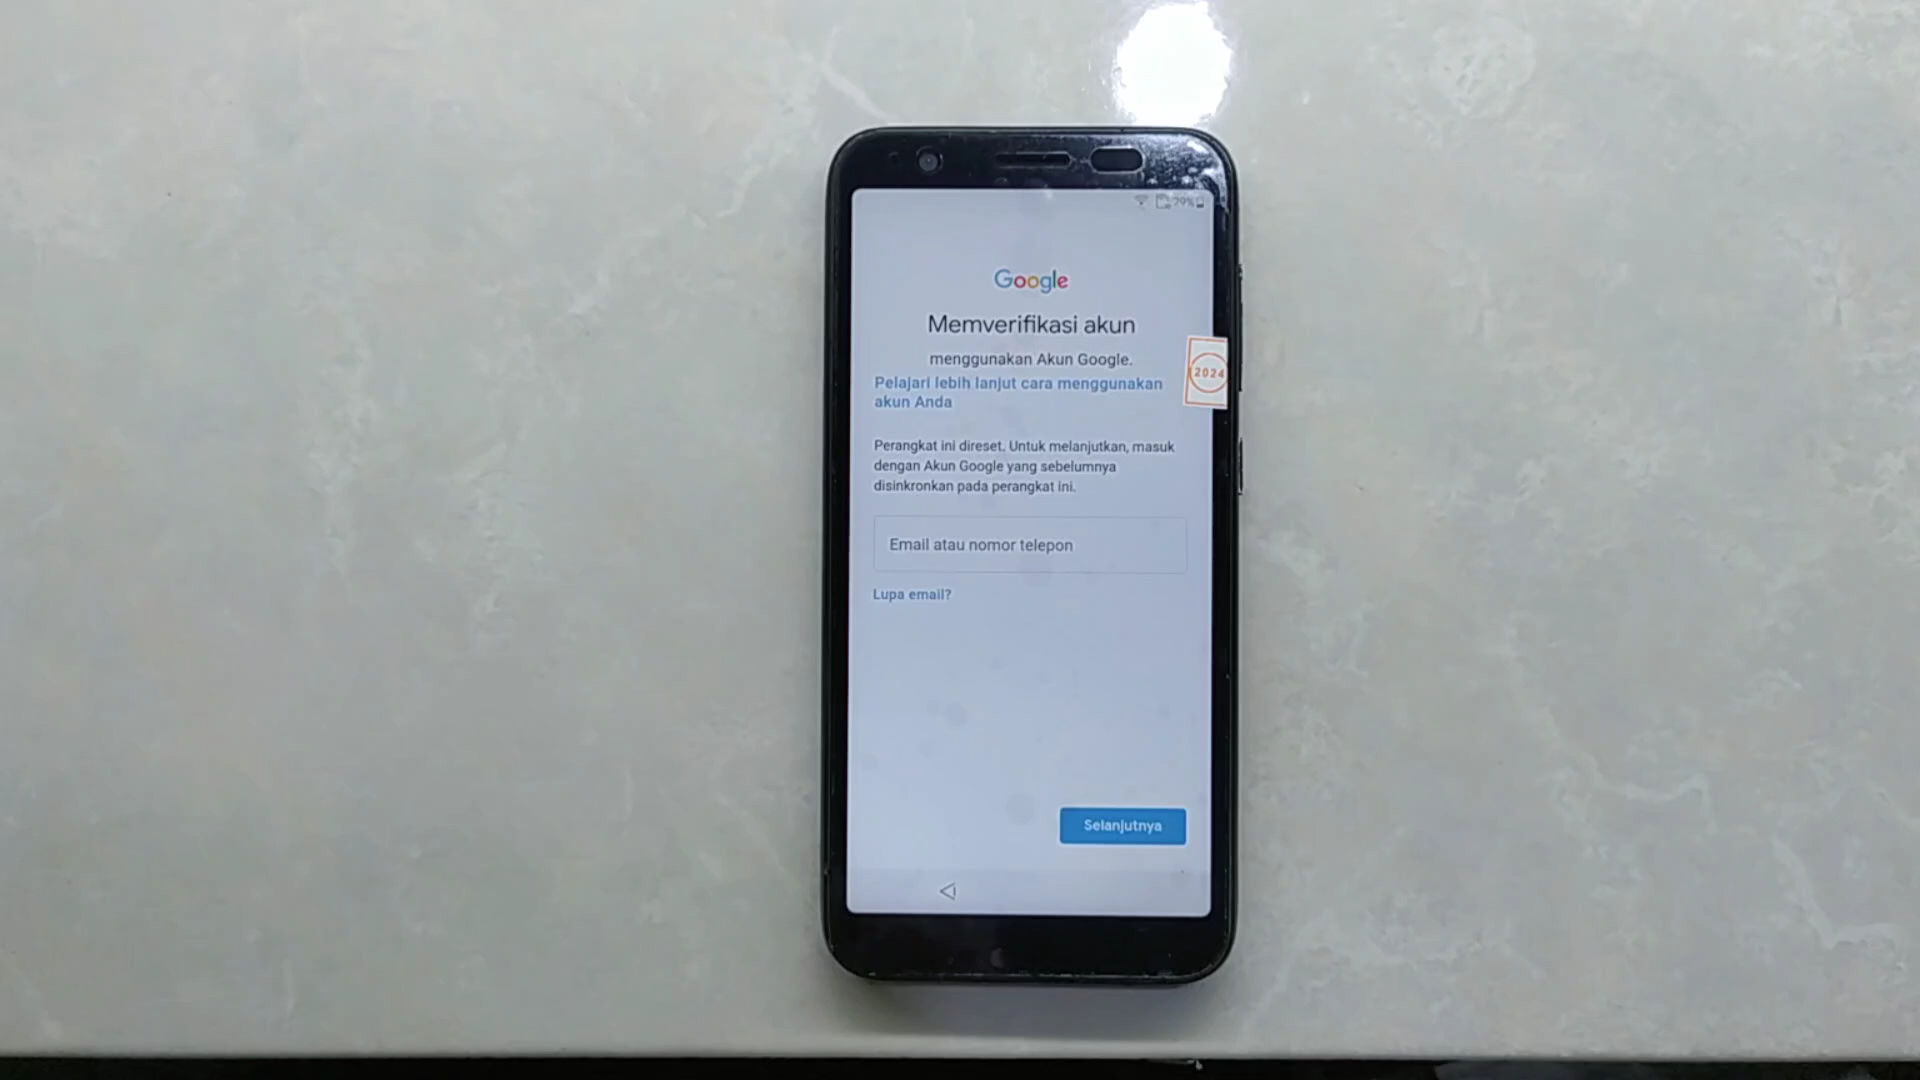 29%
Google
Memverifikasi akun
menggunakan Akun Google.
Pelajari lebih lanjut cara menggunakan
akun Anda
2024
Perangkat ini direset. Untuk melanjutkan, masuk
dengan Akun Google yang sebelumnya
disinkronkan pada perangkat ini.
Email atau nomor telepon
Lupa email?
Selanjutnya